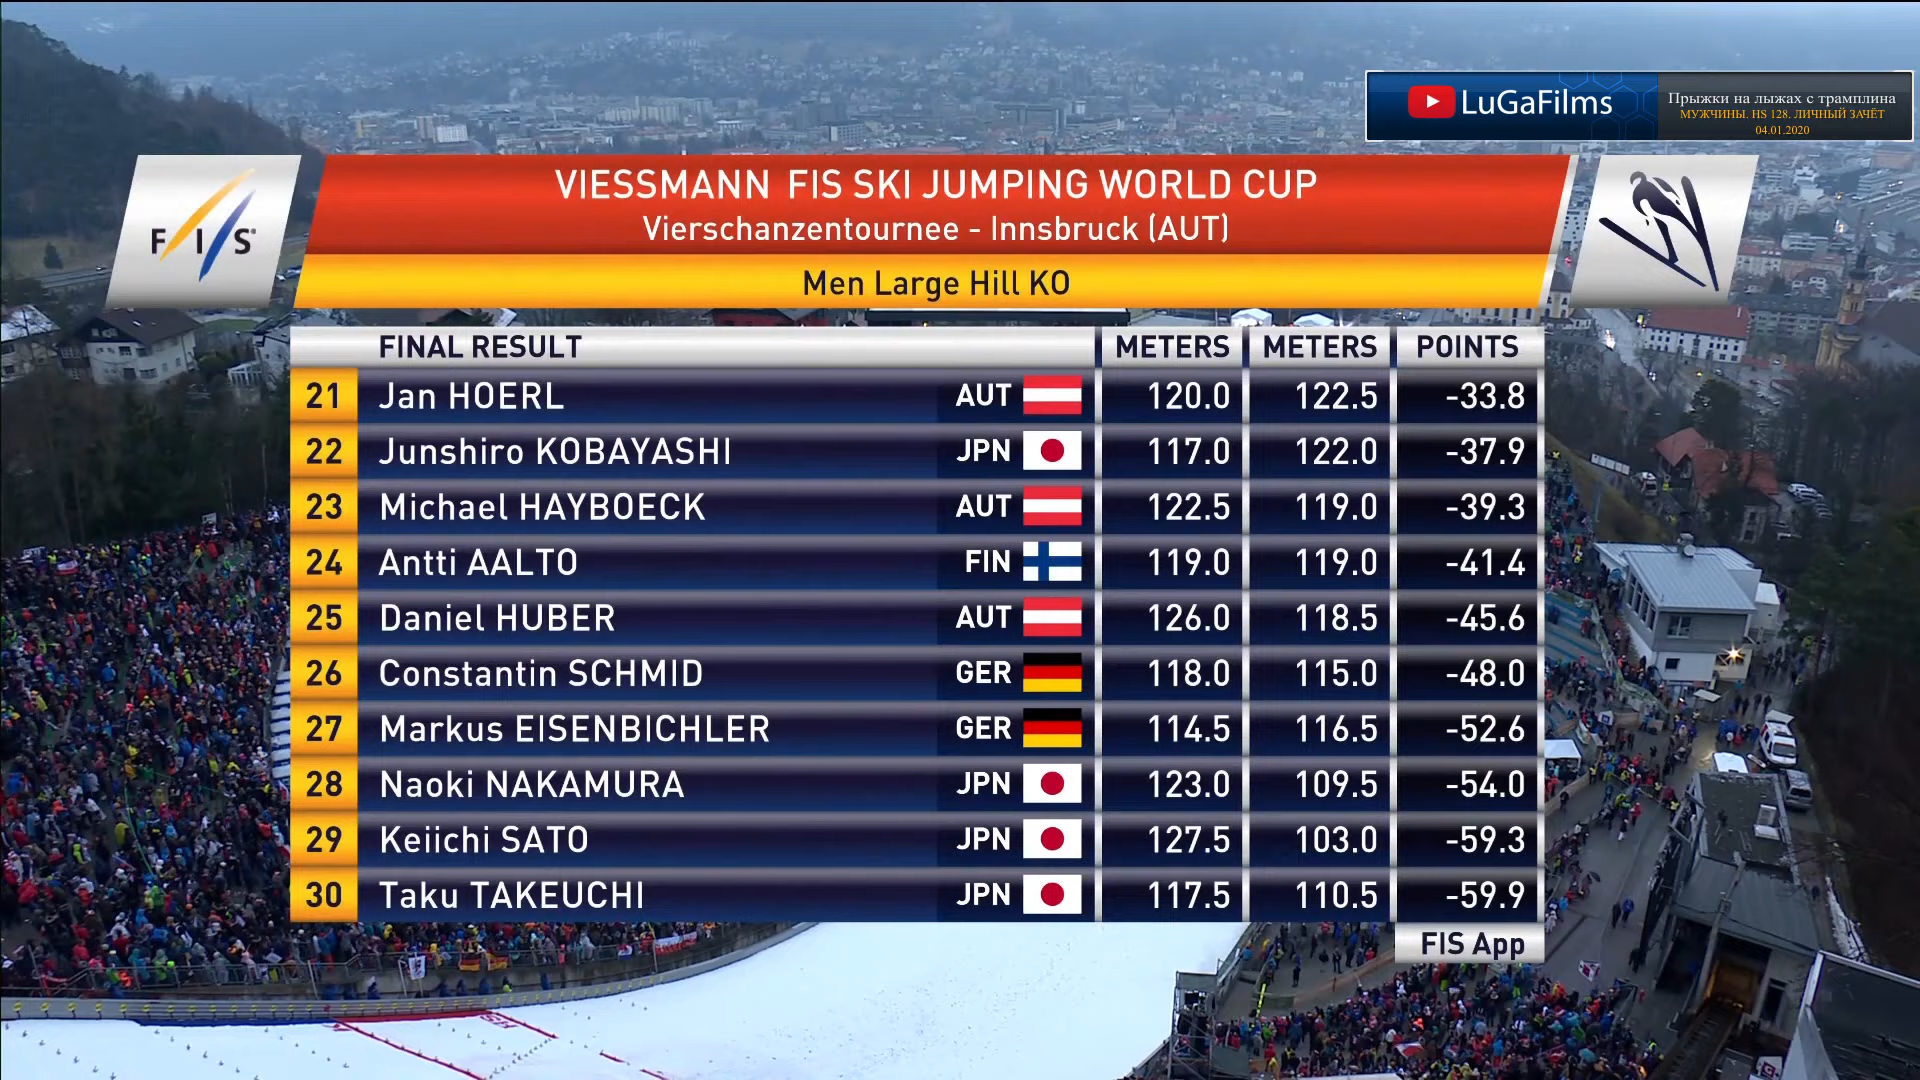 LuGaFilms
Прыжки на лыжах с трамплина
МУЖЧИНЫ. HS 128. ЛИЧНЫЙ ЗАЧЁТ
04.01.2020
FIS
VIESSMANN FIS SKI JUMPING WORLD CUP
Vierschanzentournee - Innsbruck (AUT)
Men Large Hill KO
FINAL RESULT METERS METERS POINTS
21 Jan HOERL AUT 120.0 122.5 -33.8
22 Junshiro KOBAYASHI JPN 117.0 122.0 -37.9
23 Michael HAYBOECK AUT 122.5 119.0 -39.3
24 Antti AALTO FIN 119.0 119.0 -41.4
25 Daniel HUBER AUT 126.0 118.5 -45.6
26 Constantin SCHMID GER 118.0 115.0 -48.0
27 Markus EISENBICHLER GER 114.5 116.5 -52.6
28 Naoki NAKAMURA JPN 123.0 109.5 -54.0
29 Keiichi SATO JPN 127.5 103.0 -59.3
30 Taku TAKEUCHI JPN 117.5 110.5 -59.9
FIS App